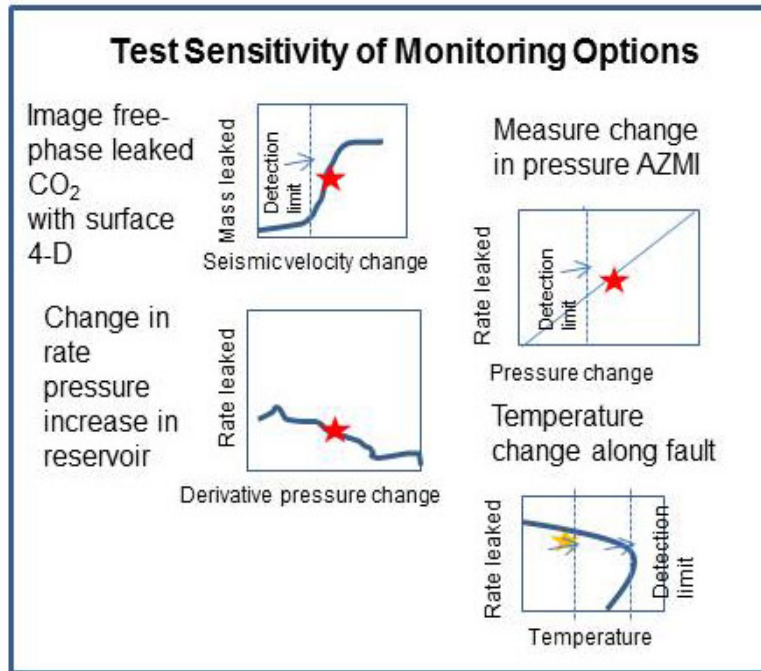 Test Sensitivity of Monitoring Options
Image free-
phase leaked
CO₂
with surface
4-D
Mass leaked
Detection
limit
Seismic velocity change
Measure change
in pressure AZMI
Rate leaked
Detection
limit
Pressure change
Change in
rate
pressure
increase in
reservoir
Rate leaked
Derivative pressure change
Temperature
change along fault
Rate leaked
Detection
limit
Temperature